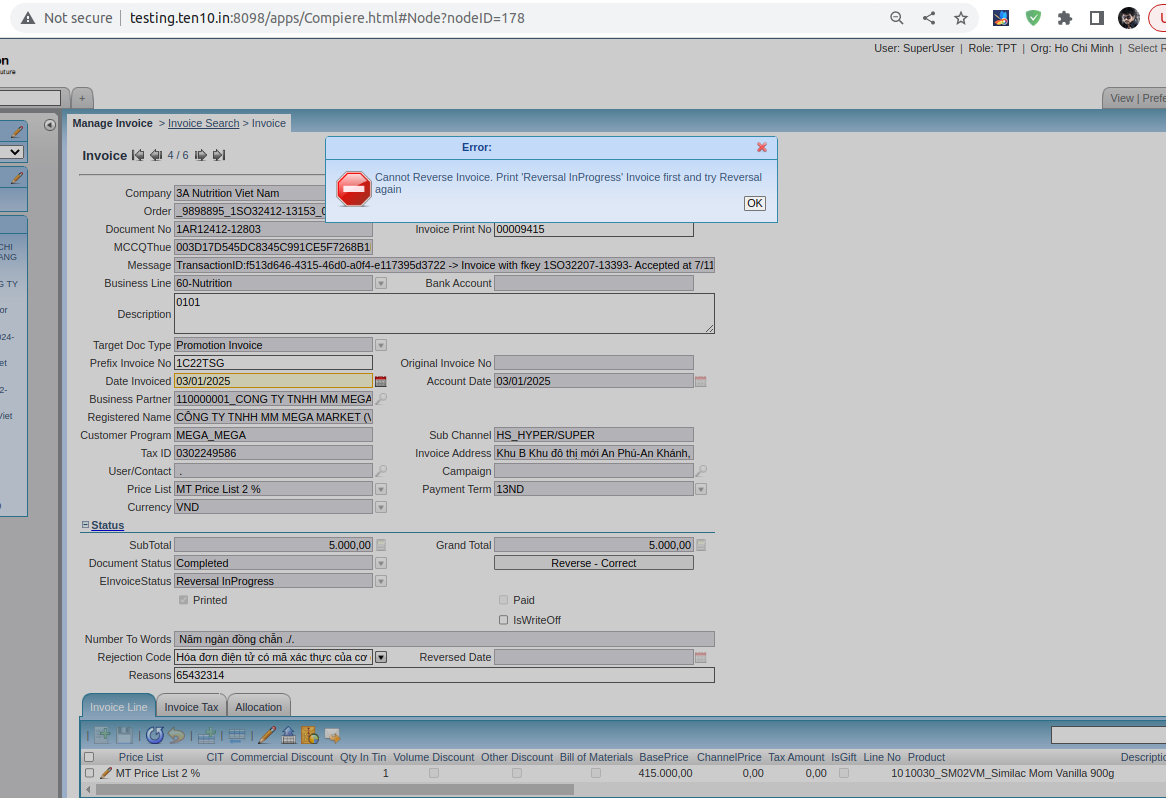 Not secure | testing.ten10.in:8098/apps/Compiere.html#Node?nodeID=178
User: SuperUser | Role: TPT | Org: Ho Chi Minh | Select R
on
uture
+
View | Prefe
Manage Invoice > Invoice Search > Invoice
Invoice 4 / 6
Error:
Cannot Reverse Invoice. Print 'Reversal InProgress' Invoice first and try Reversal
again
OK
Company 3A Nutrition Viet Nam
Order _9898895_1SO32412-13153_0
Document No 1AR12412-12803 Invoice Print No 00009415
MCCQThue 003D17D545DC8345C991CE5F7268B1
Message TransactionID:f513d646-4315-46d0-a0f4-e117395d3722 -> Invoice with fkey 1SO32207-13393- Accepted at 7/11
Business Line 60-Nutrition Bank Account
Description 0101
Target Doc Type Promotion Invoice
Prefix Invoice No 1C22TSG Original Invoice No
Date Invoiced 03/01/2025 Account Date 03/01/2025
Business Partner 110000001_CONG TY TNHH MM MEGA
Registered Name CÔNG TY TNHH MM MEGA MARKET (V
Customer Program MEGA_MEGA Sub Channel HS_HYPER/SUPER
Tax ID 0302249586 Invoice Address Khu B Khu đô thị mới An Phú-An Khánh,
User/Contact . Campaign
Price List MT Price List 2 % Payment Term 13ND
Currency VND
Status
SubTotal 5.000,00 Grand Total 5.000,00
Document Status Completed Reverse - Correct
EInvoiceStatus Reversal InProgress
Printed Paid
IsWriteOff
Number To Words Năm ngàn đồng chẵn ./.
Rejection Code Hóa đơn điện tử có mã xác thực của cơ Reversed Date
Reasons 65432314
Invoice Line Invoice Tax Allocation
Price List CIT Commercial Discount Qty In Tin Volume Discount Other Discount Bill of Materials BasePrice ChannelPrice Tax Amount IsGift Line No Product Descriptio
MT Price List 2 % 1 415.000,00 0,00 0,00 10 10030_SM02VM_Similac Mom Vanilla 900g
CHI
ANG
G TY
or
024-
et
2-
Viet